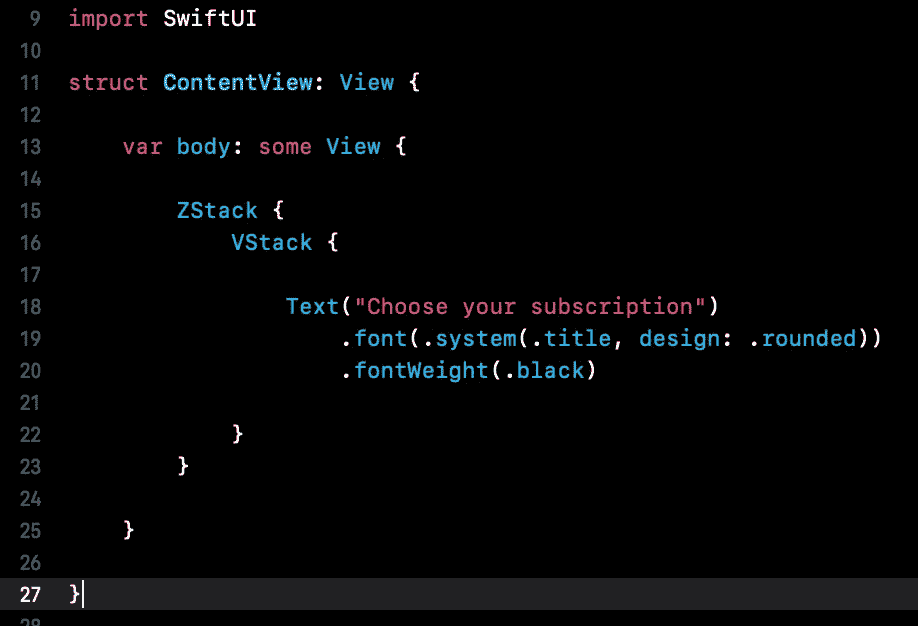 9 import SwiftUI
10
11 struct ContentView: View {
12
13     var body: some View {
14
15         ZStack {
16             VStack {
17
18                 Text("Choose your subscription")
19                     .font(.system(.title, design: .rounded))
20                     .fontWeight(.black)
21
22             }
23         }
24
25     }
26
27 }
28